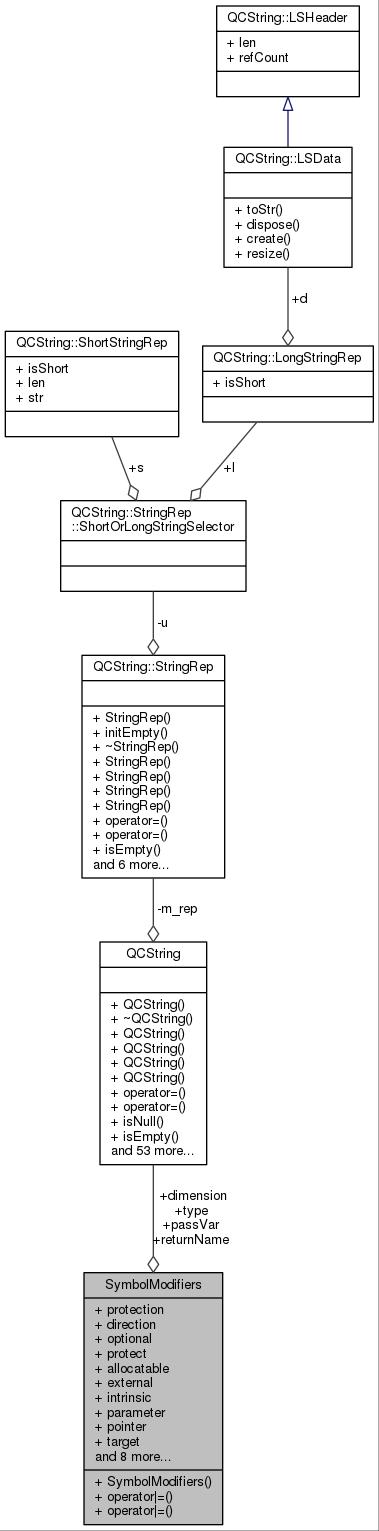 QCString::LSHeader
+ len
+ refCount
QCString::LSData
+ toStr()
+ dispose()
+ create()
+ resize()
+d
QCString::ShortStringRep
+ isShort
+ len
+ str
QCString::LongStringRep
+ isShort
+s
+l
QCString::StringRep
::ShortOrLongStringSelector
-u
QCString::StringRep
+ StringRep()
+ initEmpty()
+ ~StringRep()
+ StringRep()
+ StringRep()
+ StringRep()
+ StringRep()
+ operator=()
+ operator=()
+ isEmpty()
and 6 more...
-m_rep
QCString
+ QCString()
+ ~QCString()
+ QCString()
+ QCString()
+ QCString()
+ QCString()
+ operator=()
+ operator=()
+ isNull()
+ isEmpty()
and 53 more...
+dimension
+type
+passVar
+returnName
SymbolModifiers
+ protection
+ direction
+ optional
+ protect
+ allocatable
+ external
+ intrinsic
+ parameter
+ pointer
+ target
and 8 more...
+ SymbolModifiers()
+ operator|=()
+ operator|=()